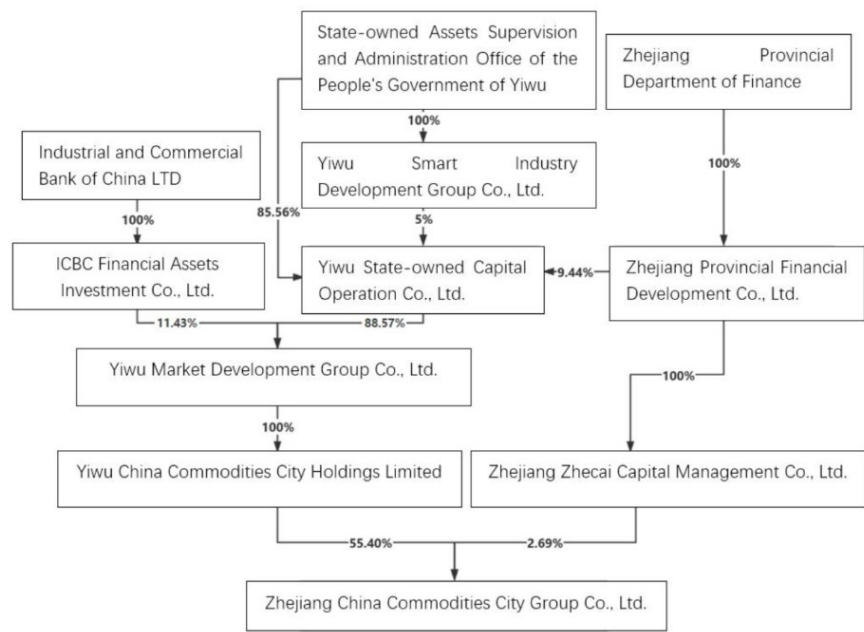 State-owned Assets Supervision
and Administration Office of the
People's Government of Yiwu
Zhejiang Provincial
Department of Finance
100%
Industrial and Commercial
Bank of China LTD
Yiwu Smart Industry
Development Group Co., Ltd.
100%
100%
85.56%
5%
ICBC Financial Assets
Investment Co., Ltd.
Yiwu State-owned Capital
Operation Co., Ltd.
9.44%
Zhejiang Provincial Financial
Development Co., Ltd.
11.43%
88.57%
Yiwu Market Development Group Co., Ltd.
100%
100%
Yiwu China Commodities City Holdings Limited
Zhejiang Zhecai Capital Management Co., Ltd.
55.40%
2.69%
Zhejiang China Commodities City Group Co., Ltd.